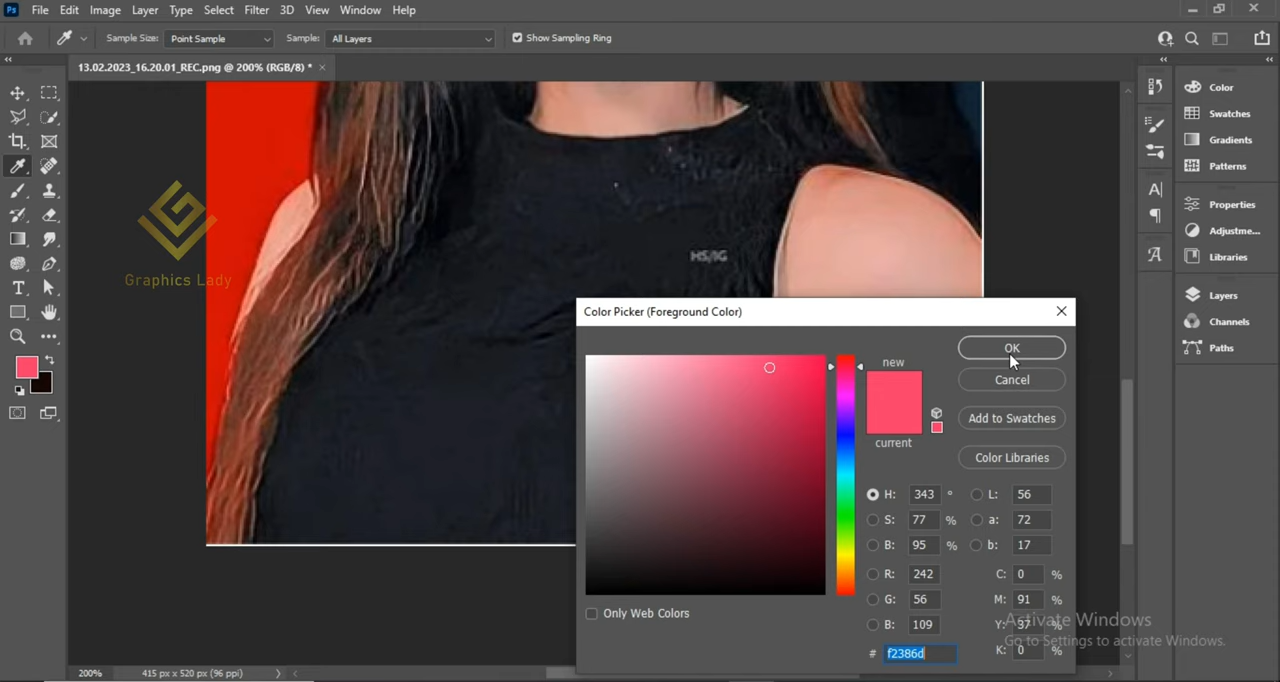 Ps File Edit Image Layer Type Select Filter 3D View Window Help
Sample Size: Point Sample Sample: All Layers Show Sampling Ring
13.02.2023_16.20.01_REC.png @ 200% (RGB/8) *
Color
Swatches
Gradients
Patterns
Properties
Adjustme...
Libraries
Layers
Channels
Paths
Graphics Lady
HS/IG
Color Picker (Foreground Color)
new
current
OK
Cancel
Add to Swatches
Color Libraries
H: 343 ° L: 56
S: 77 % a: 72
B: 95 % b: 17
R: 242 C: 0 %
G: 56 M: 91 %
B: 109 Y: 37 %
# f2386d K: 0 %
Only Web Colors
Activate Windows
Go to Settings to activate Windows.
200% 415 px x 520 px (96 ppi)